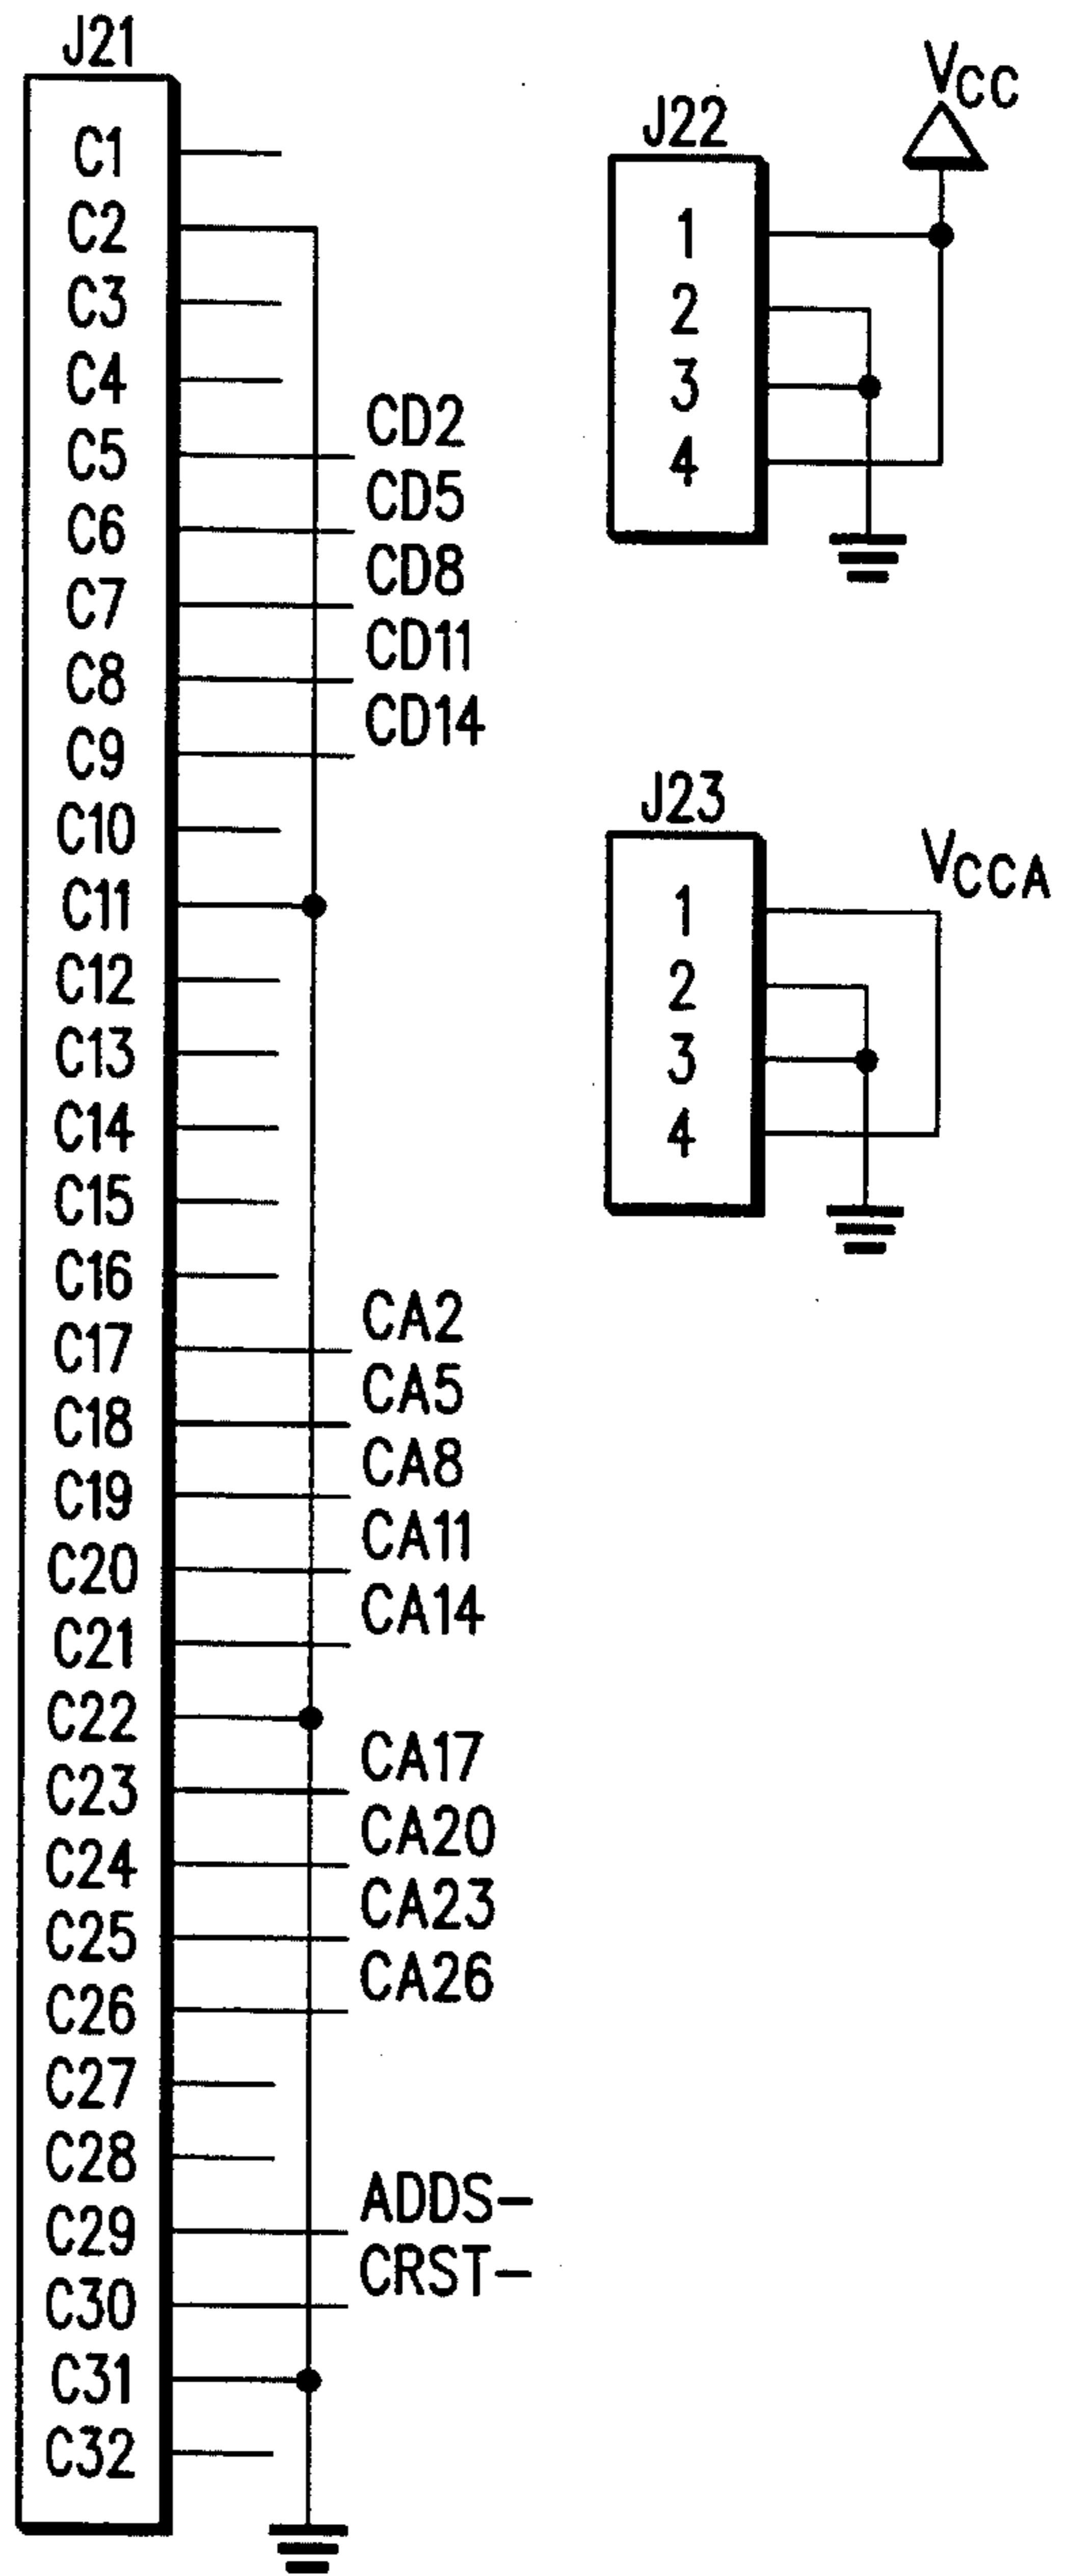 J21
C1
C2
C3
C4
C5 CD2
C6 CD5
C7 CD8
C8 CD11
C9 CD14
C10
C11
C12
C13
C14
C15
C16
C17 CA2
C18 CA5
C19 CA8
C20 CA11
C21 CA14
C22
C23 CA17
C24 CA20
C25 CA23
C26 CA26
C27
C28
C29 ADDS-
C30 CRST-
C31
C32
J22
VCC
1
2
3
4
J23
VCCA
1
2
3
4